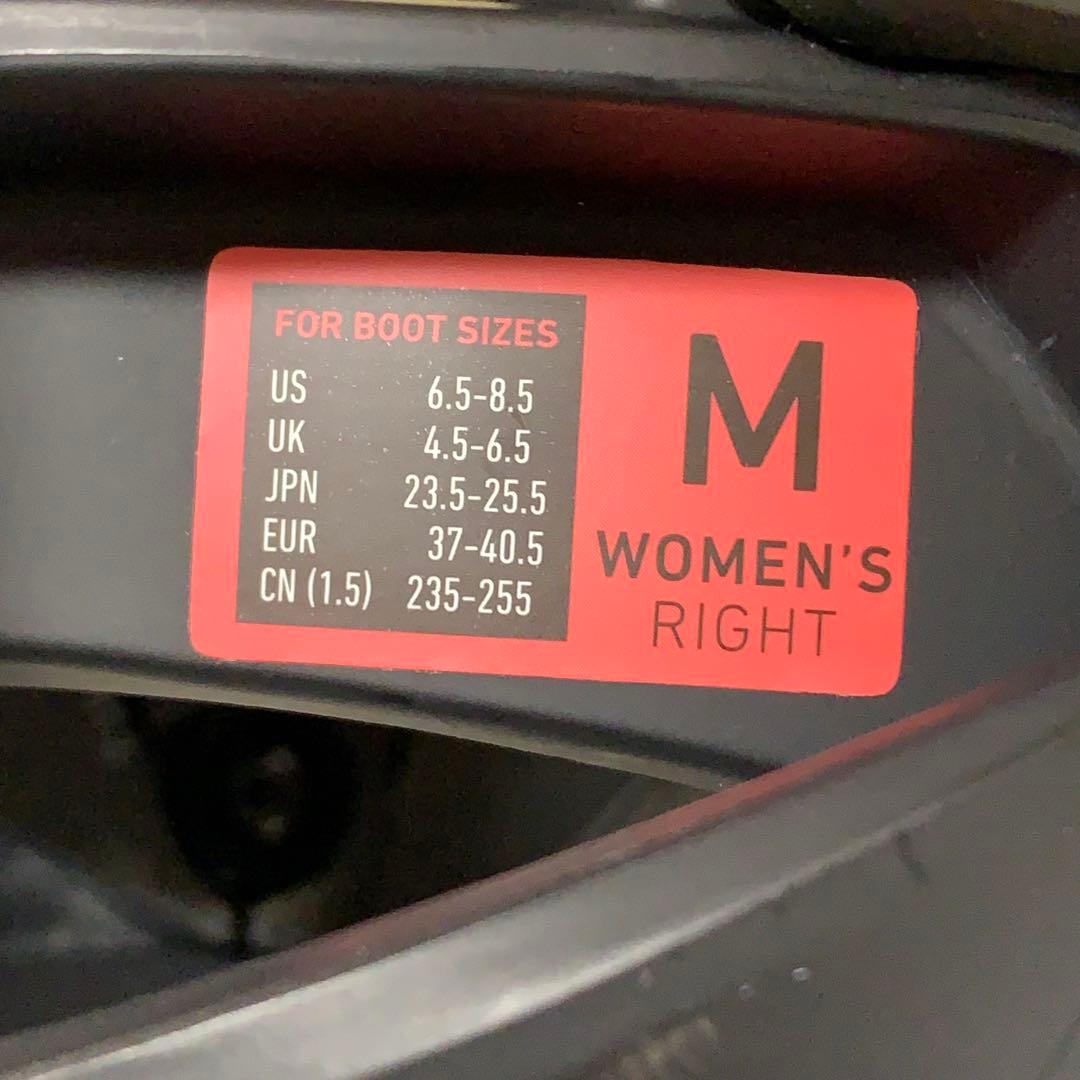 FOR BOOT SIZES
US 6.5-8.5
UK 4.5-6.5
JPN 23.5-25.5
EUR 37-40.5
CN (1.5) 235-255
M
WOMEN'S
RIGHT